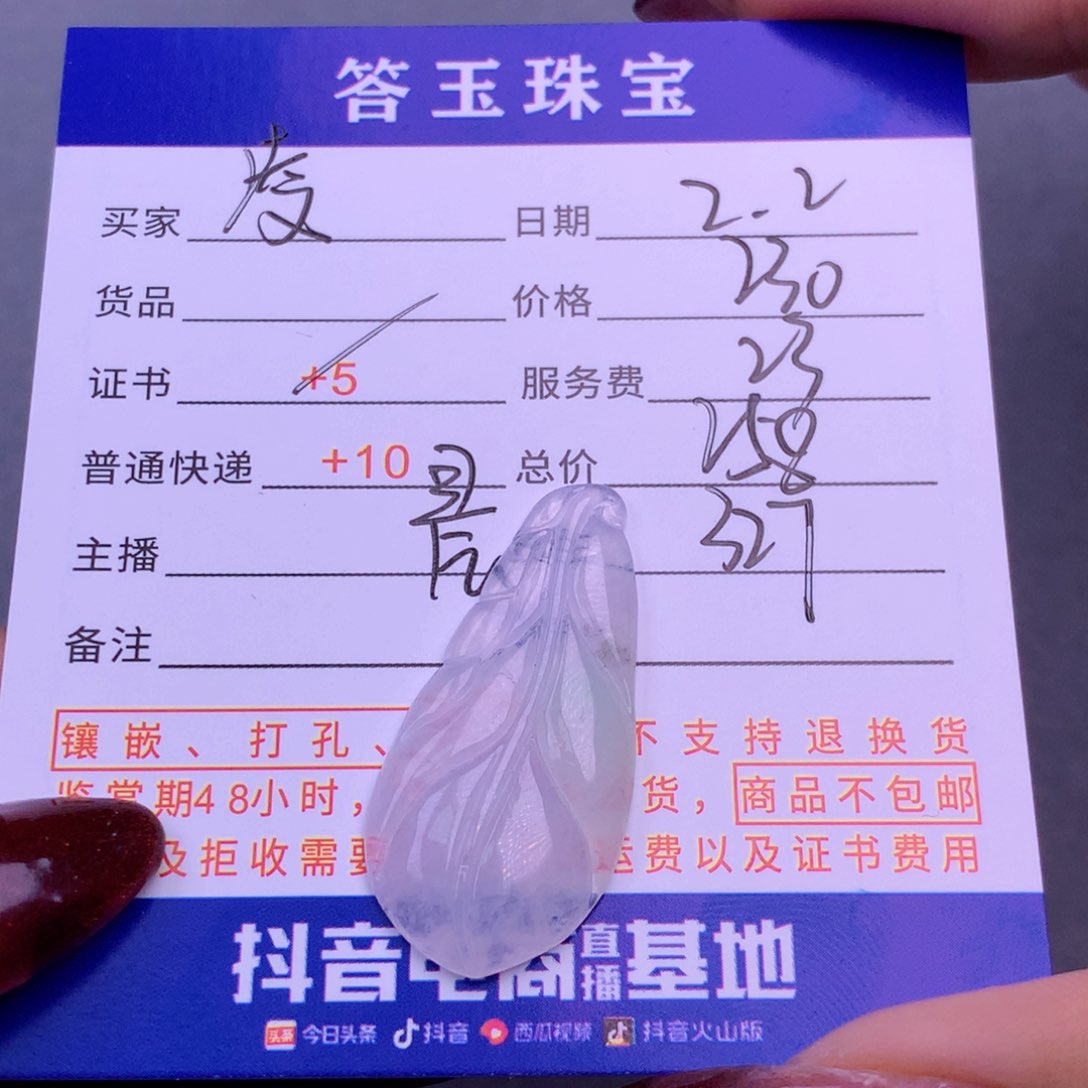 答玉珠宝
买家 日期 2.2
货品 价格 230
证书 +5 服务费 23
普通快递 +10 总价 258
主播 327
备注
镶嵌、打孔、 不支持退换货
鉴赏期48小时， 货，商品不包邮
及拒收需要 运费以及证书费用
抖音电商直播基地
头条 今日头条 抖音 西瓜视频 抖音火山版